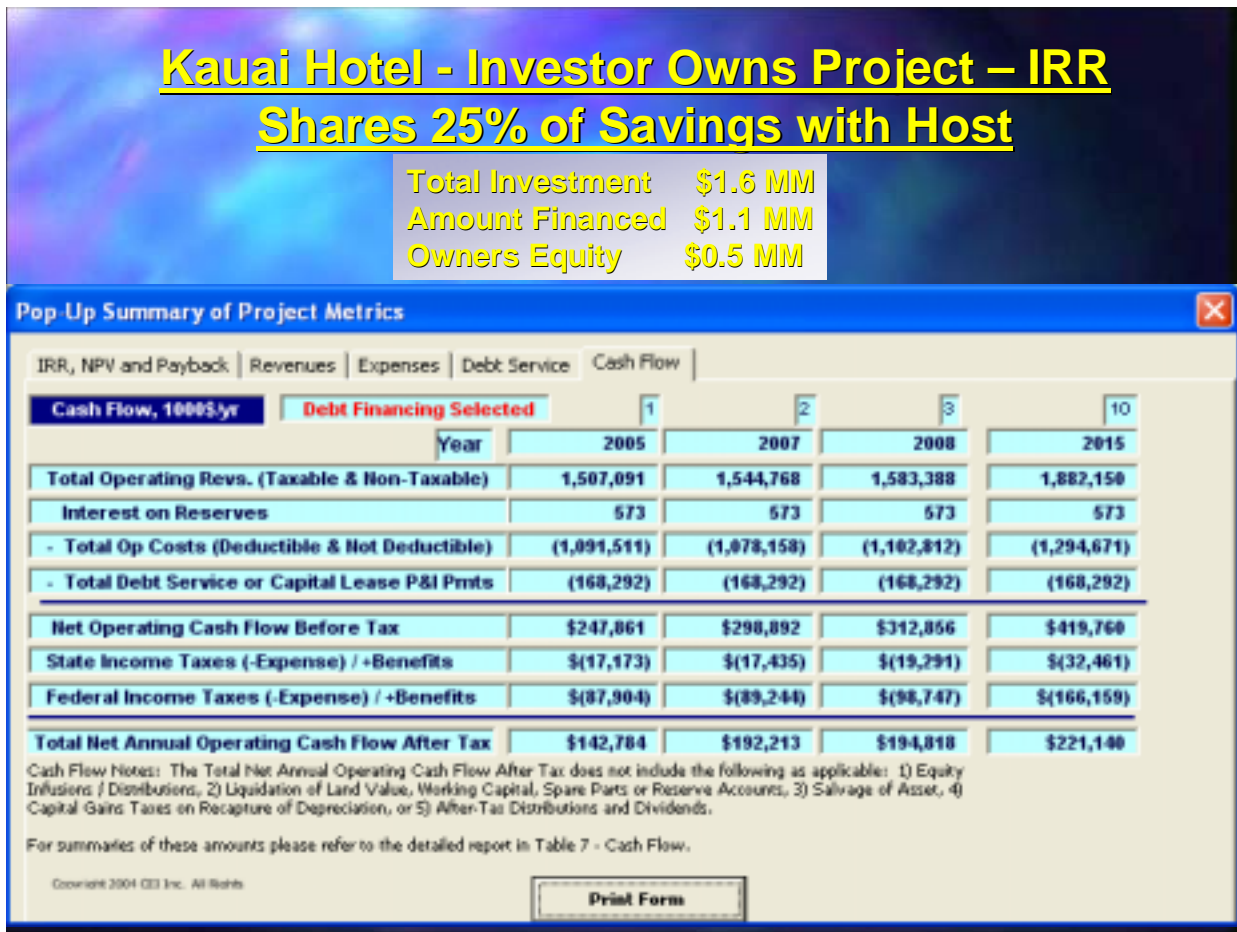 Kauai Hotel - Investor Owns Project – IRR
Shares 25% of Savings with Host
Total Investment $1.6 MM
Amount Financed $1.1 MM
Owners Equity $0.5 MM
Pop-Up Summary of Project Metrics
IRR, NPV and Payback Revenues Expenses Debt Service Cash Flow
Cash Flow, 1000$/yr Debt Financing Selected 1 2 3 10
Year 2005 2007 2008 2015
Total Operating Revs. (Taxable & Non-Taxable) 1,507,091 1,544,768 1,583,388 1,882,150
Interest on Reserves 573 573 573 573
- Total Op Costs (Deductible & Not Deductible) (1,091,511) (1,078,158) (1,102,812) (1,294,671)
- Total Debt Service or Capital Lease P&I Pmts (168,292) (168,292) (168,292) (168,292)
Net Operating Cash Flow Before Tax $247,861 $298,892 $312,856 $419,760
State Income Taxes (-Expense) / +Benefits $(17,173) $(17,435) $(19,291) $(32,461)
Federal Income Taxes (-Expense) / +Benefits $(87,904) $(89,244) $(98,747) $(166,159)
Total Net Annual Operating Cash Flow After Tax $142,784 $192,213 $194,818 $221,140
Cash Flow Notes: The Total Net Annual Operating Cash Flow After Tax does not include the following as applicable: 1) Equity
Infusions / Distributions, 2) Liquidation of Land Value, Working Capital, Spare Parts or Reserve Accounts, 3) Salvage of Asset, 4)
Capital Gains Taxes on Recapture of Depreciation, or 5) After-Tax Distributions and Dividends.
For summaries of these amounts please refer to the detailed report in Table 7 - Cash Flow.
Copyright 2004 Inc. All Rights
Print Form